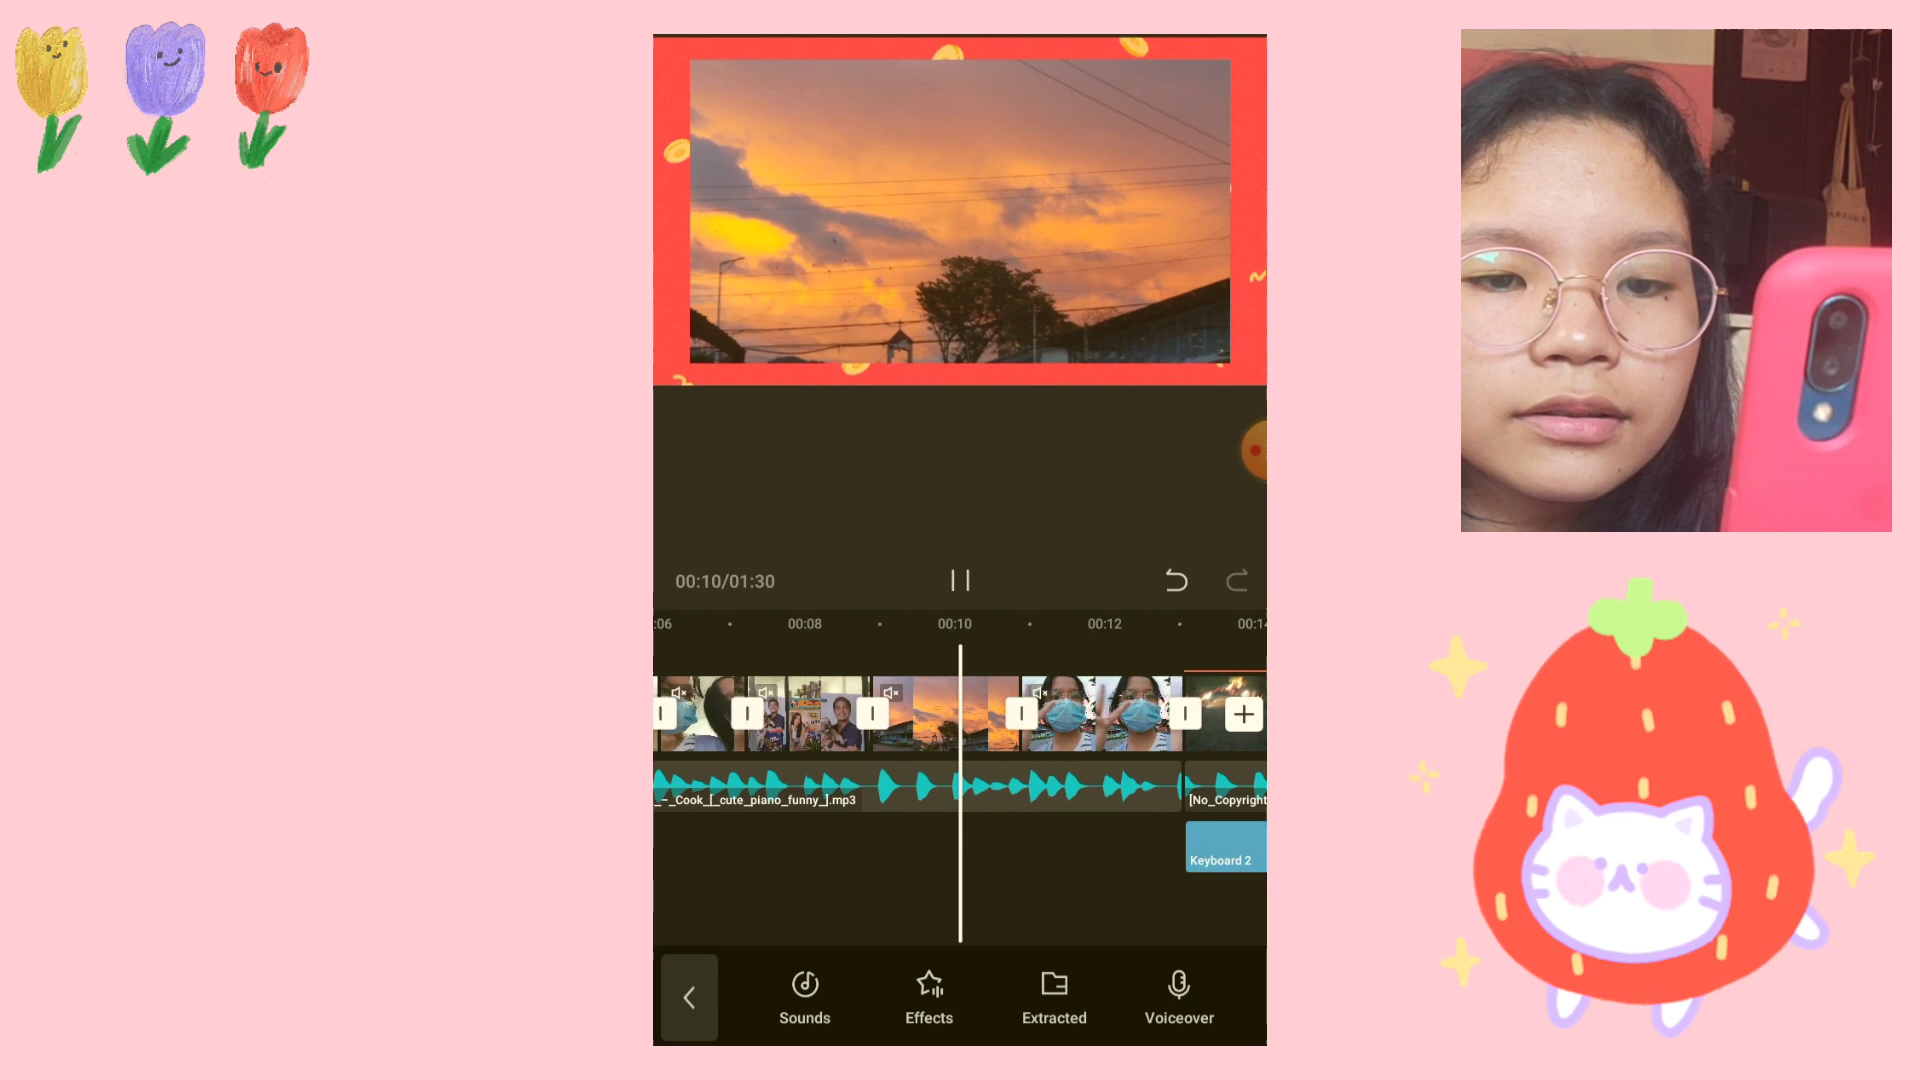 00:10/01:30
:06
00:08
00:10
00:12
00:14
_–_Cook_[_cute_piano_funny_].mp3
[No_Copyright
Keyboard 2
Sounds
Effects
Extracted
Voiceover